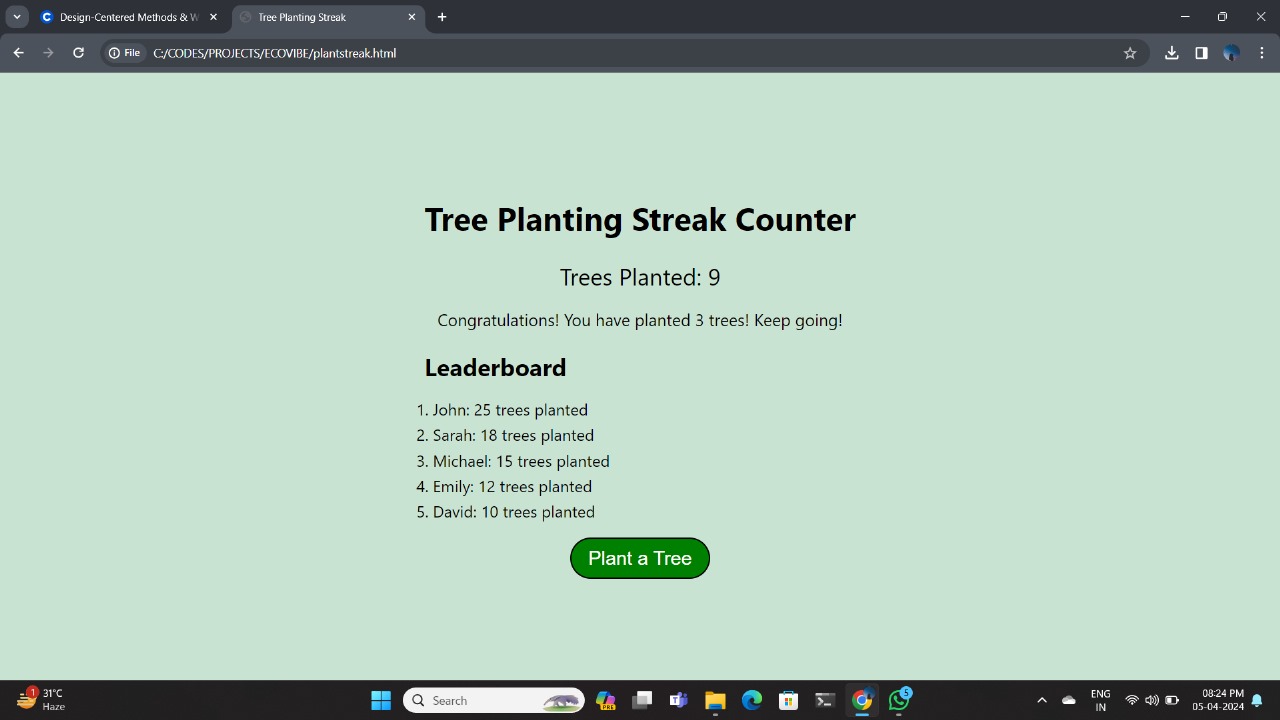 Design-Centered Methods & W
Tree Planting Streak
File
C:/CODES/PROJECTS/ECOVIBE/plantstreak.html
Tree Planting Streak Counter
Trees Planted: 9
Congratulations! You have planted 3 trees! Keep going!
Leaderboard
1. John: 25 trees planted
2. Sarah: 18 trees planted
3. Michael: 15 trees planted
4. Emily: 12 trees planted
5. David: 10 trees planted
Plant a Tree
1
31°C
Haze
Search
PRE
5
ENG
IN
08:24 PM
05-04-2024